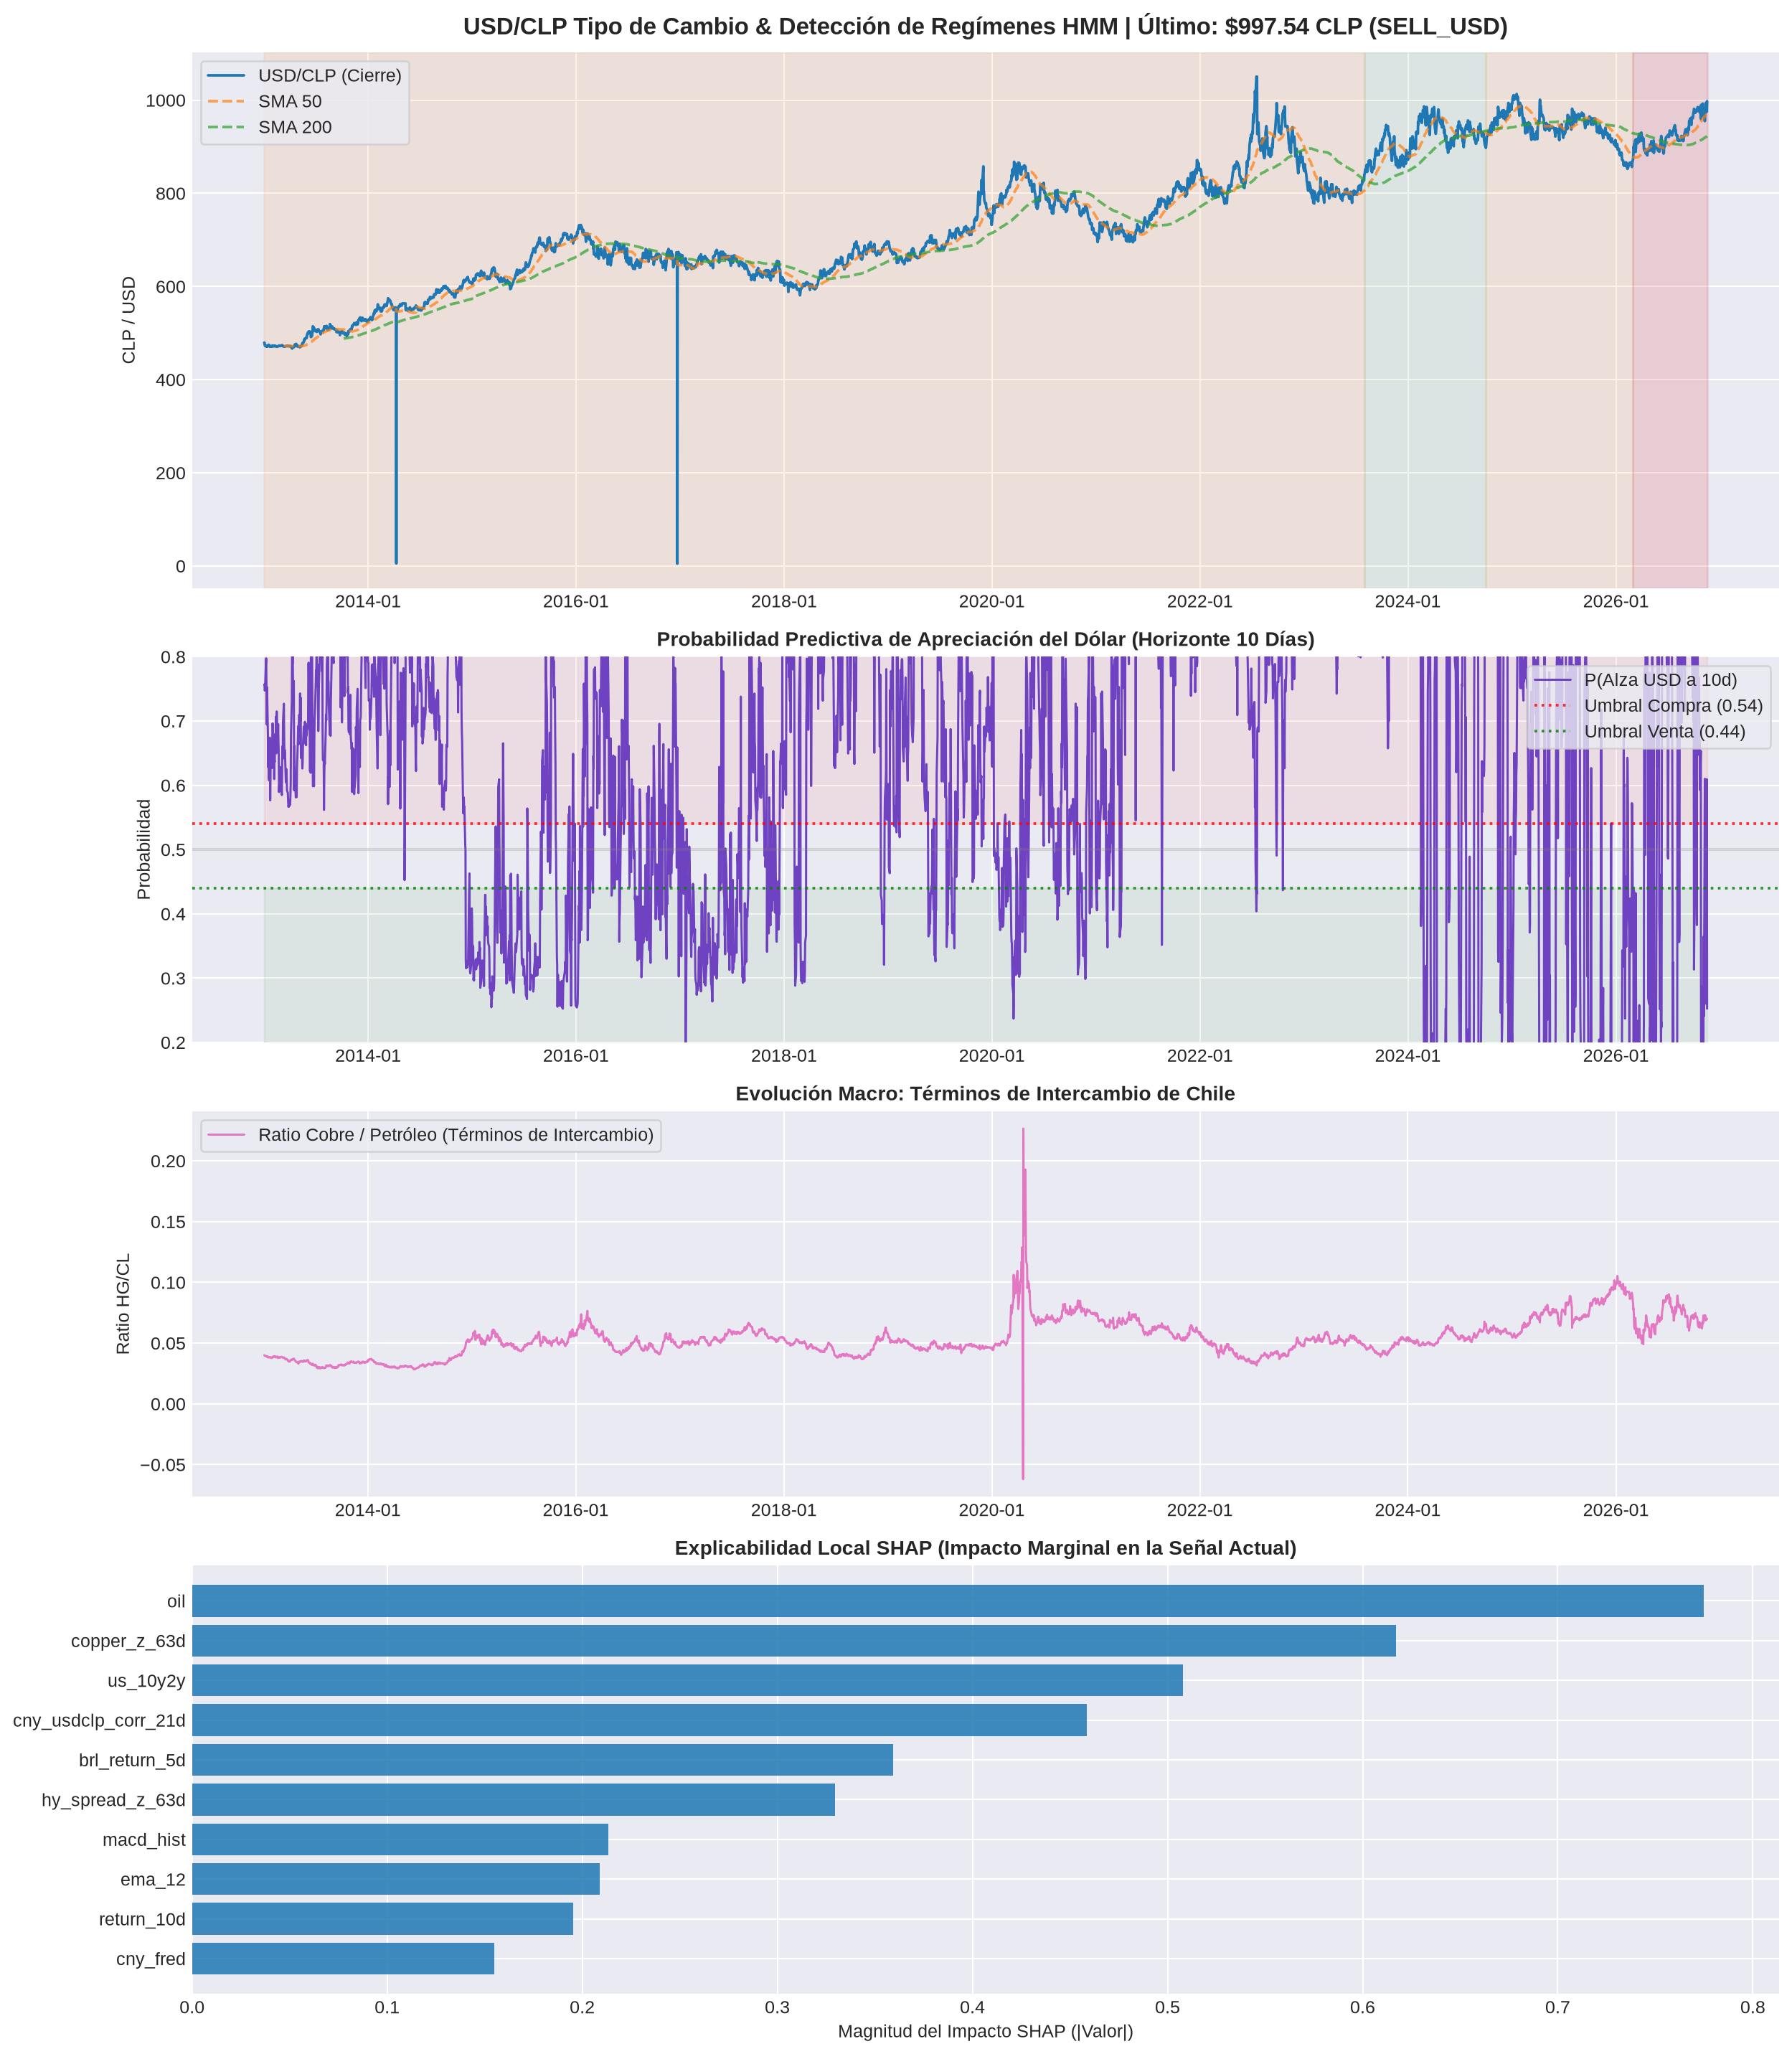 USD/CLP Tipo de Cambio & Detección de Regímenes HMM | Último: $997.54 CLP (SELL_USD)
USD/CLP (Cierre)
SMA 50
SMA 200
CLP / USD
1000
800
600
400
200
0
2014-01 2016-01 2018-01 2020-01 2022-01 2024-01 2026-01
Probabilidad Predictiva de Apreciación del Dólar (Horizonte 10 Días)
P(Alza USD a 10d)
Umbral Compra (0.54)
Umbral Venta (0.44)
Probabilidad
0.8
0.7
0.6
0.5
0.4
0.3
0.2
2014-01 2016-01 2018-01 2020-01 2022-01 2024-01 2026-01
Evolución Macro: Términos de Intercambio de Chile
Ratio Cobre / Petróleo (Términos de Intercambio)
Ratio HG/CL
0.20
0.15
0.10
0.05
0.00
−0.05
2014-01 2016-01 2018-01 2020-01 2022-01 2024-01 2026-01
Explicabilidad Local SHAP (Impacto Marginal en la Señal Actual)
oil
copper_z_63d
us_10y2y
cny_usdclp_corr_21d
brl_return_5d
hy_spread_z_63d
macd_hist
ema_12
return_10d
cny_fred
0.0 0.1 0.2 0.3 0.4 0.5 0.6 0.7 0.8
Magnitud del Impacto SHAP (|Valor|)